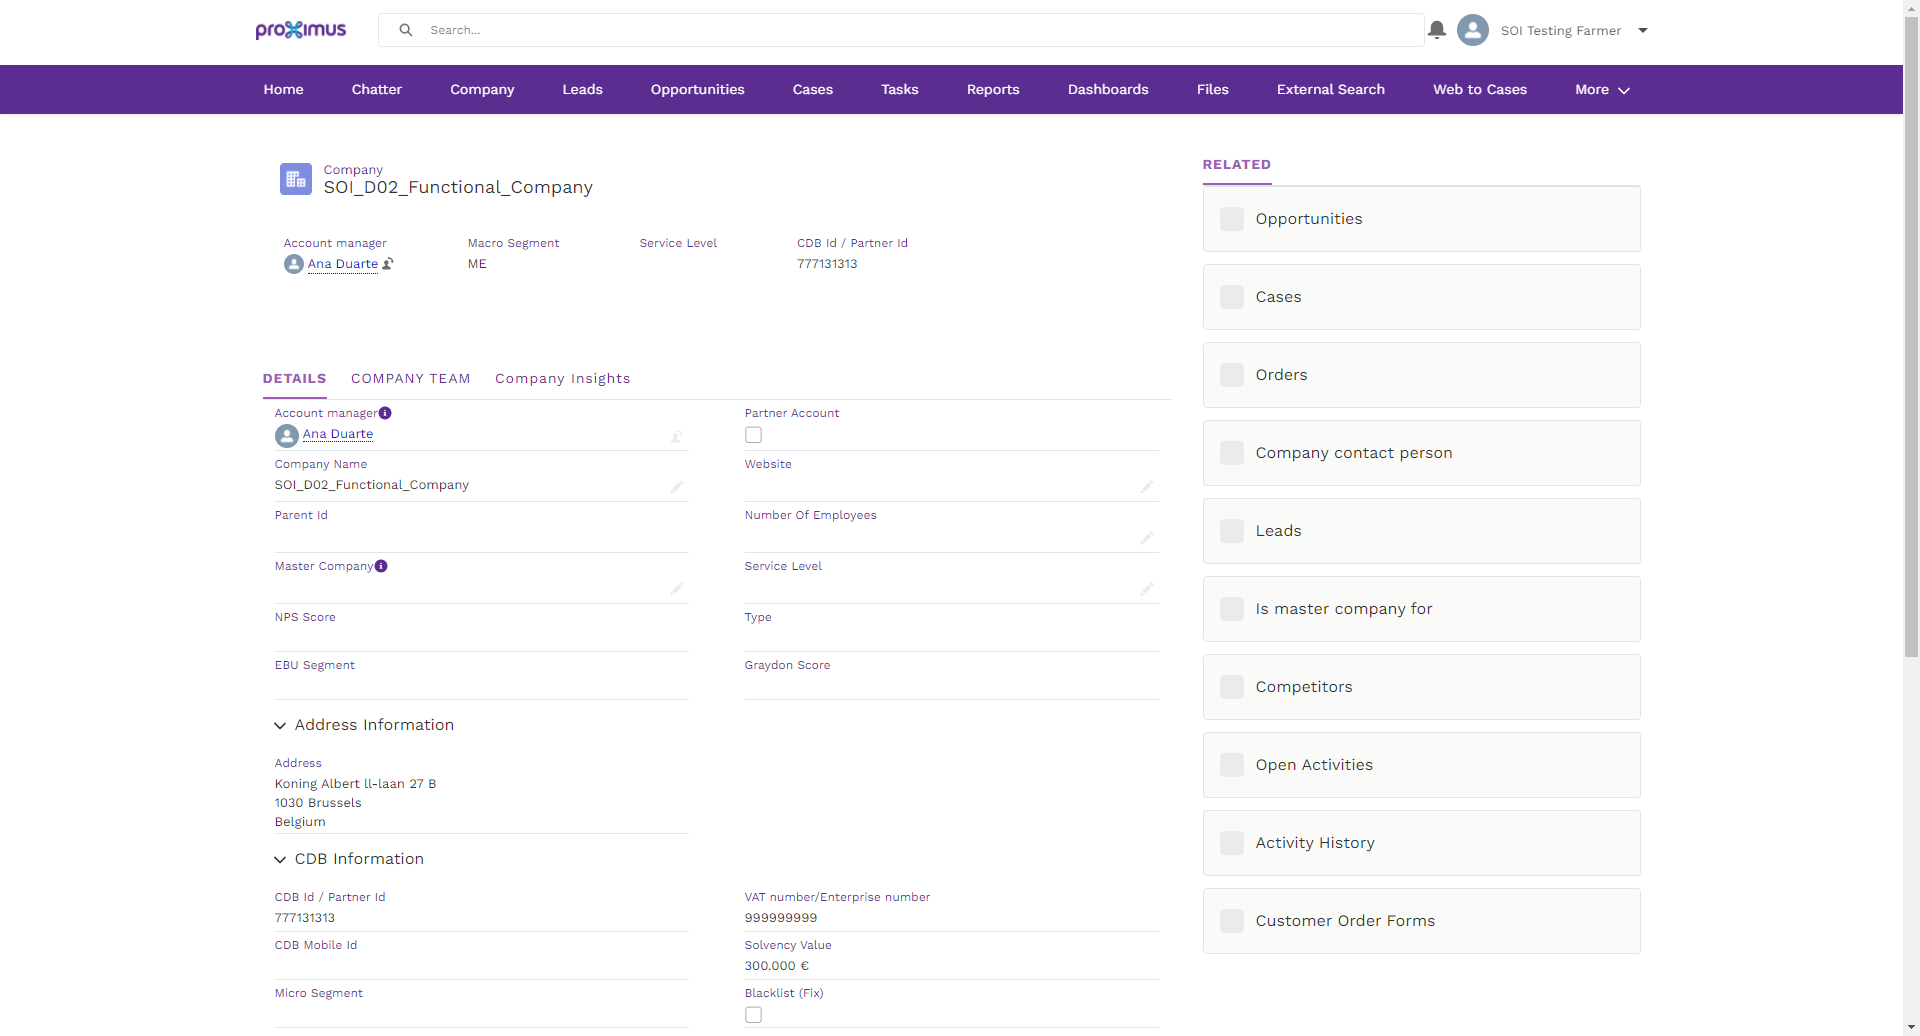 proximus
Search...
SOI Testing Farmer
Home Chatter Company Leads Opportunities Cases Tasks Reports Dashboards Files External Search Web to Cases More
Company
SOI_D02_Functional_Company
Account manager Macro Segment Service Level CDB Id / Partner Id
Ana Duarte ME 777131313
DETAILS COMPANY TEAM Company Insights
Account manager Partner Account
Ana Duarte
Company Name Website
SOI_D02_Functional_Company
Parent Id Number Of Employees
Master Company Service Level
NPS Score Type
EBU Segment Graydon Score
Address Information
Address
Koning Albert ll-laan 27 B
1030 Brussels
Belgium
CDB Information
CDB Id / Partner Id VAT number/Enterprise number
777131313 999999999
CDB Mobile Id Solvency Value
300.000 €
Micro Segment Blacklist (Fix)
RELATED
Opportunities
Cases
Orders
Company contact person
Leads
Is master company for
Competitors
Open Activities
Activity History
Customer Order Forms